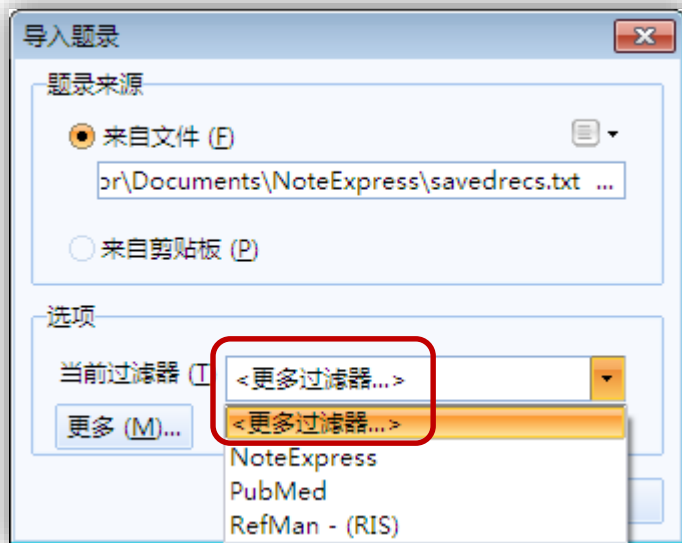 导入题录
题录来源
来自文件 (F)
or\Documents\NoteExpress\savedrecs.txt ...
来自剪贴板 (P)
选项
当前过滤器 (T <更多过滤器...>
更多 (M)... <更多过滤器...>
NoteExpress
PubMed
RefMan - (RIS)